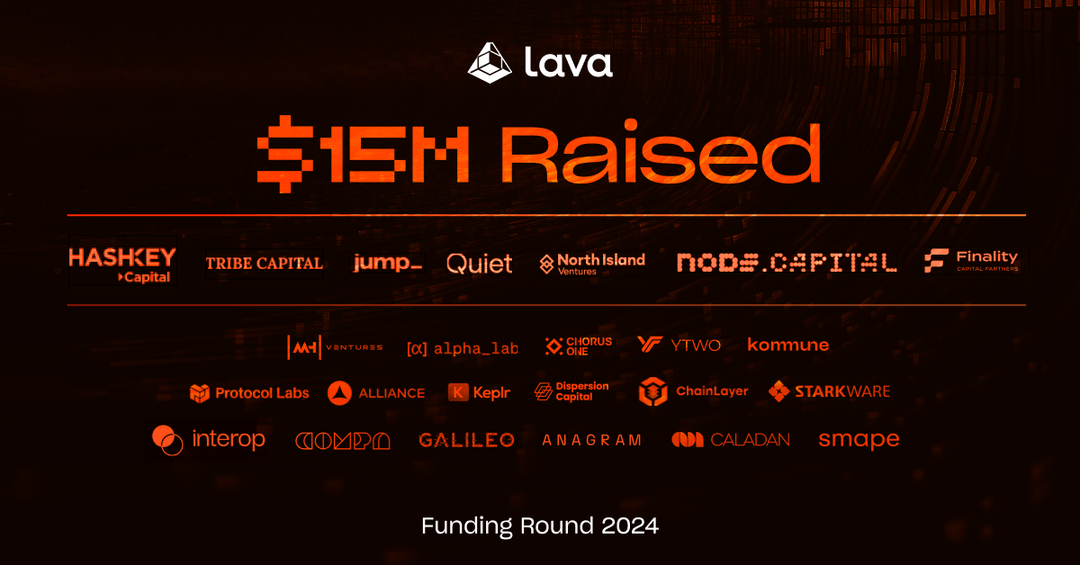 lava
$15M Raised
HASHKEY Capital TRIBE CAPITAL jump_ Quiet North Island Ventures NODE.CAPITAL Finality CAPITAL PARTNERS
VENTURES [α] alpha_lab CHORUS ONE YTWO kommune
Protocol Labs ALLIANCE Keplr Dispersion Capital ChainLayer STARKWARE
interop COMPA GALILEO ANAGRAM CALADAN smape
Funding Round 2024